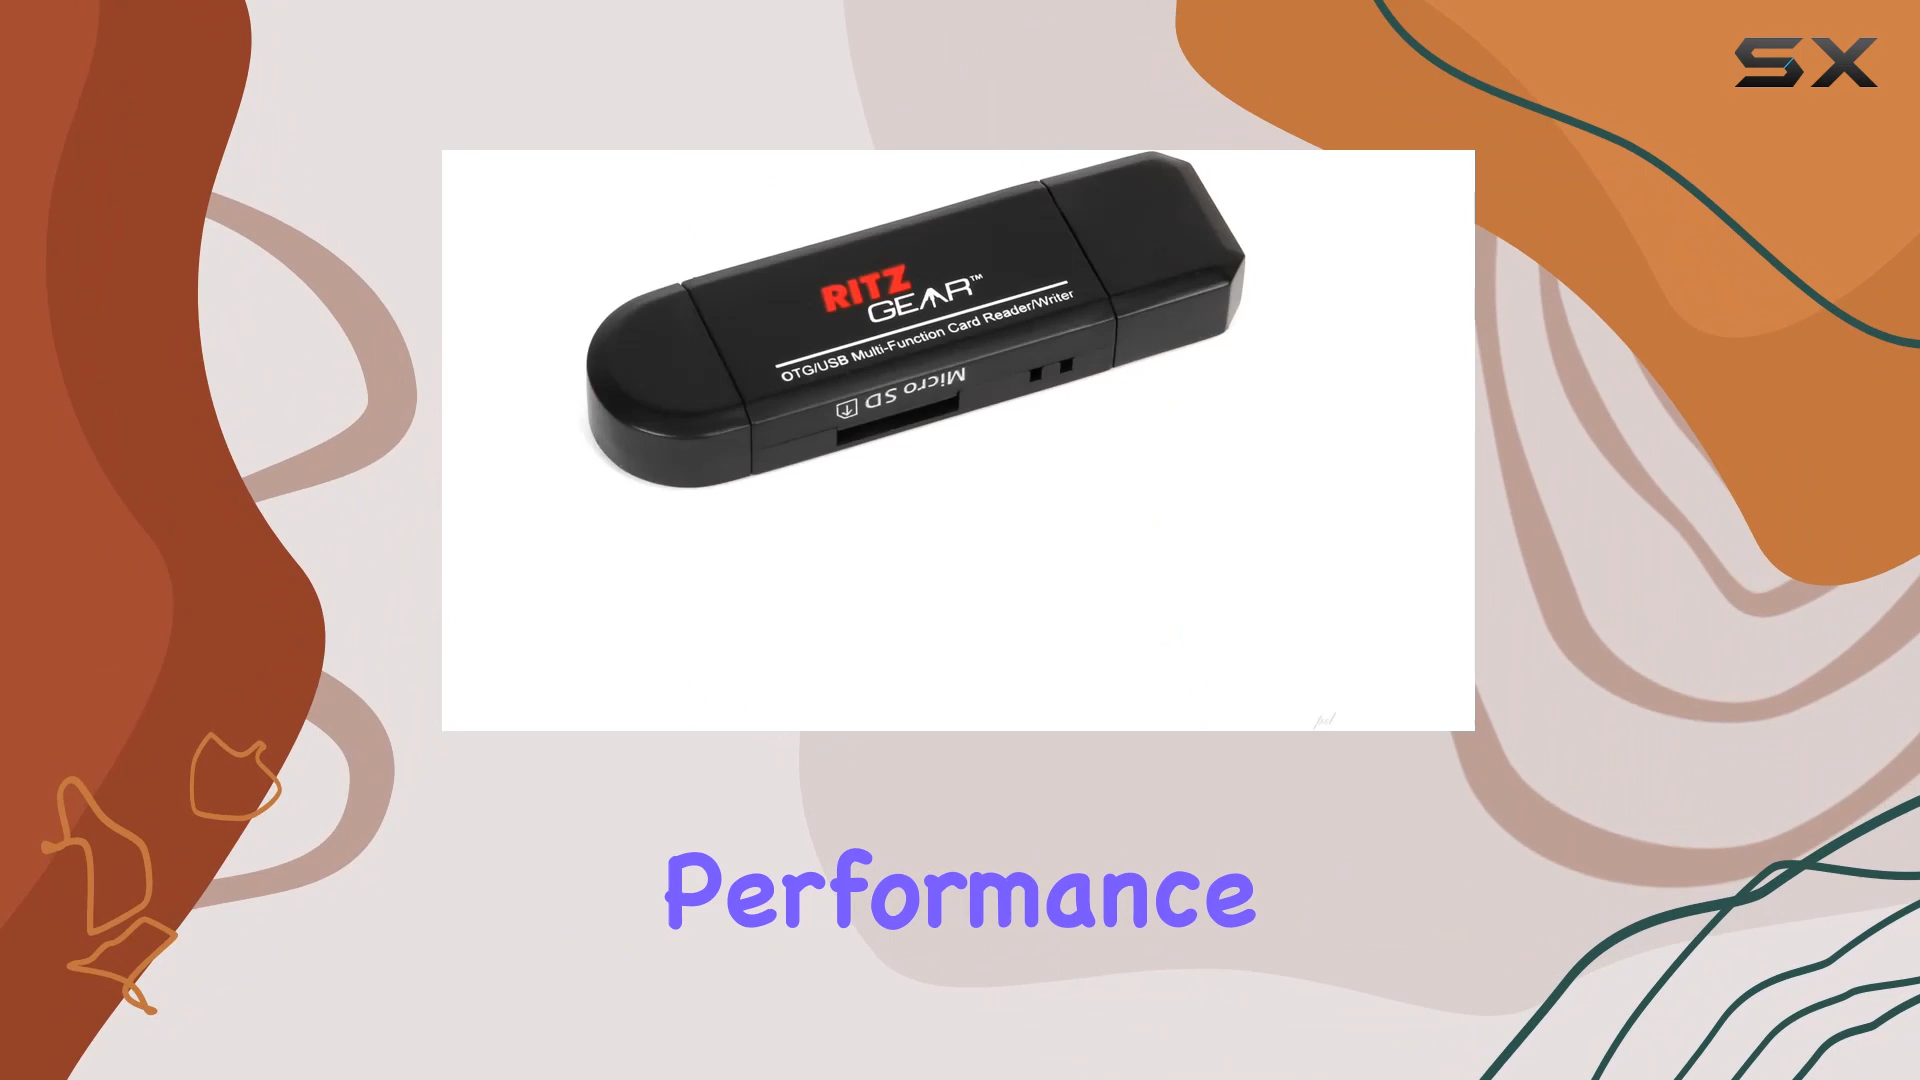 SX
RITZ
GEAR™
OTG/USB Multi-Function Card Reader/Writer
Micro SD
Performance